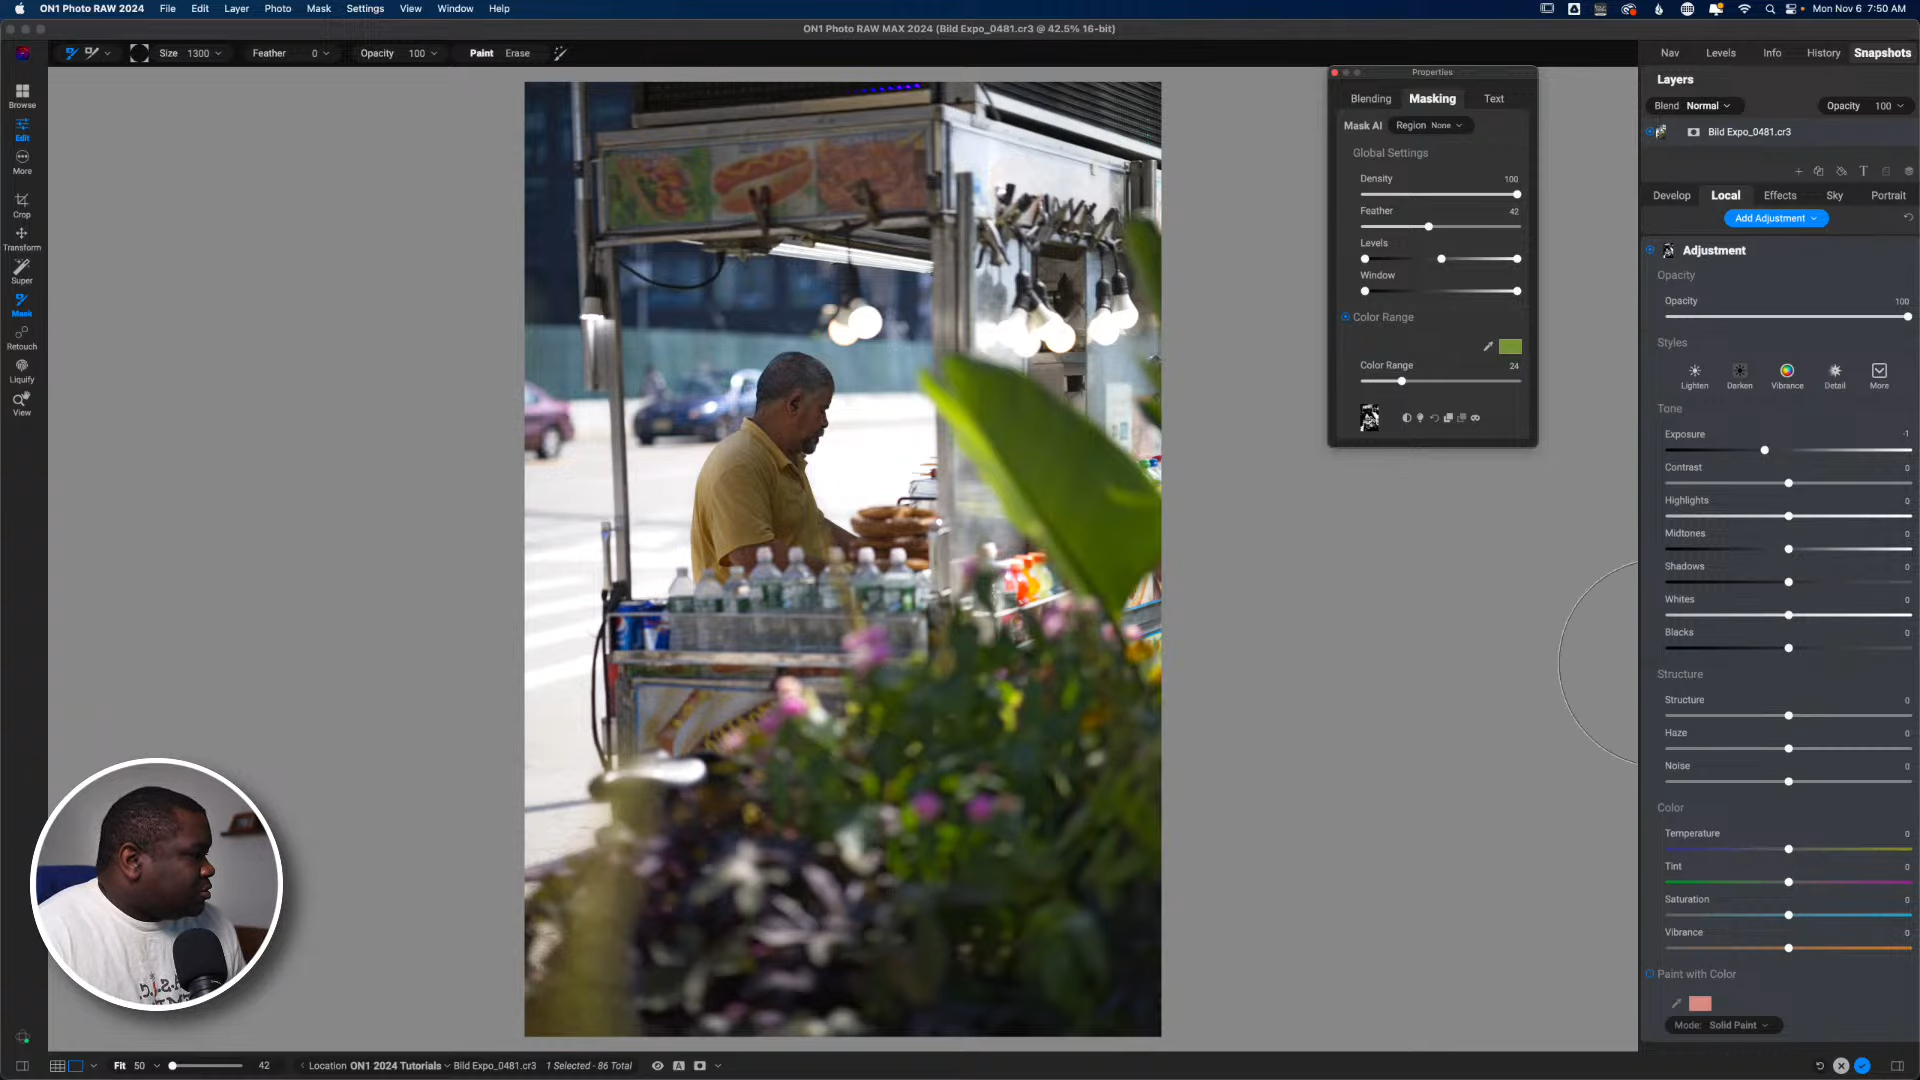 ON1 Photo RAW 2024 File Edit Layer Photo Mask Settings View Window Help Mon Nov 6 7:50 AM
ON1 Photo RAW MAX 2024 (Bild Expo_0481.cr3 @ 42.5% 16-bit)
Size 1300 Feather 0 Opacity 100 Paint Erase
Nav Levels Info History Snapshots
Browse
Edit
More
Crop
Transform
Super
Mask
Retouch
Liquify
View
Properties
Blending Masking Text
Mask AI Region None
Global Settings
Density 100
Feather 42
Levels
Window
Color Range
Color Range 24
Layers
Blend Normal Opacity 100
Bild Expo_0481.cr3
Develop Local Effects Sky Portrait
Add Adjustment
Adjustment
Opacity
Opacity 100
Styles
Lighten Darken Vibrance Detail More
Tone
Exposure -1
Contrast 0
Highlights 0
Midtones 0
Shadows 0
Whites 0
Blacks 0
Structure
Structure 0
Haze 0
Noise 0
Color
Temperature 0
Tint 0
Saturation 0
Vibrance 0
Paint with Color
Mode: Solid Paint
Fit 50 42 Location ON1 2024 Tutorials Bild Expo_0481.cr3 1 Selected - 86 Total